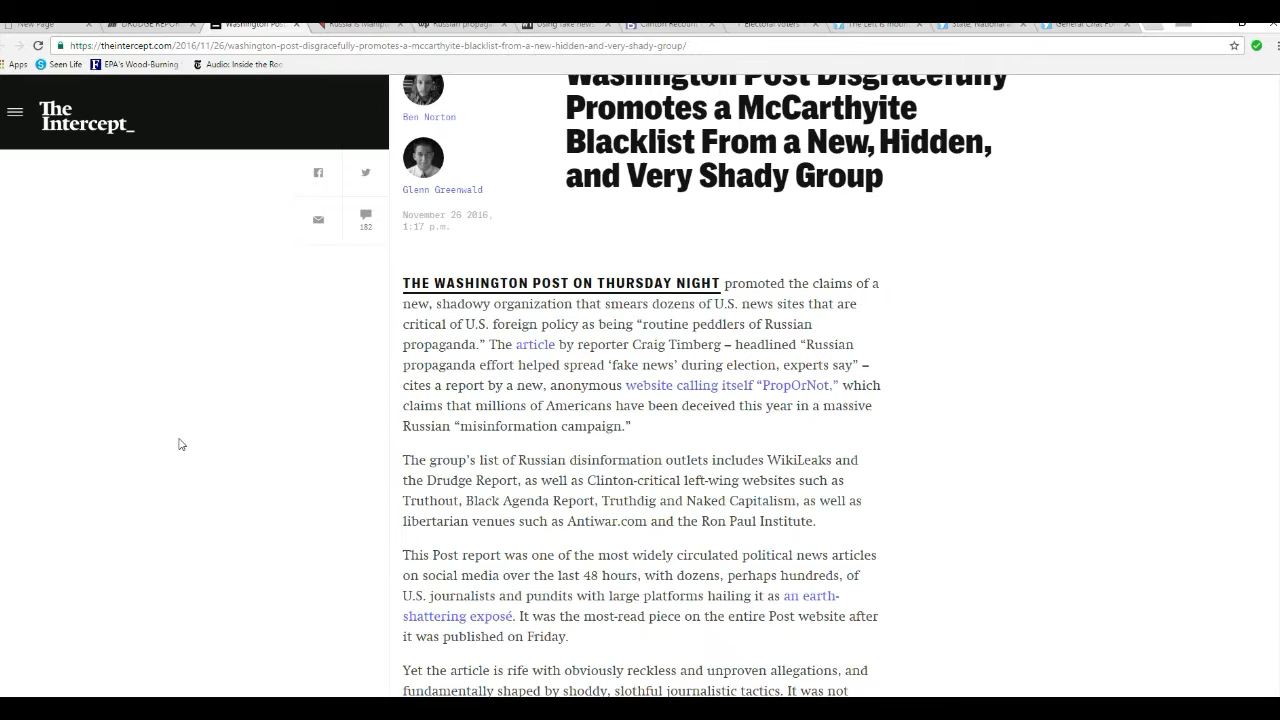 New Page
DRUDGE REPOR
Washington Post
Russia is Manip
Russian propag
Using fake new
Clinton Recount
Electoral voters
The Left is moun
State, National
General Chat For
https://theintercept.com/2016/11/26/washington-post-disgracefully-promotes-a-mccarthyite-blacklist-from-a-new-hidden-and-very-shady-group/
Apps
Seen Life
EPA's Wood-Burning
Audio: Inside the Roe
The
Intercept_
182
Ben Norton
Glenn Greenwald
November 26 2016,
1:17 p.m.
Washington Post Disgracefully
Promotes a McCarthyite
Blacklist From a New, Hidden,
and Very Shady Group
THE WASHINGTON POST ON THURSDAY NIGHT promoted the claims of a
new, shadowy organization that smears dozens of U.S. news sites that are
critical of U.S. foreign policy as being “routine peddlers of Russian
propaganda.” The article by reporter Craig Timberg – headlined “Russian
propaganda effort helped spread ‘fake news’ during election, experts say” –
cites a report by a new, anonymous website calling itself “PropOrNot,” which
claims that millions of Americans have been deceived this year in a massive
Russian “misinformation campaign.”
The group’s list of Russian disinformation outlets includes WikiLeaks and
the Drudge Report, as well as Clinton-critical left-wing websites such as
Truthout, Black Agenda Report, Truthdig and Naked Capitalism, as well as
libertarian venues such as Antiwar.com and the Ron Paul Institute.
This Post report was one of the most widely circulated political news articles
on social media over the last 48 hours, with dozens, perhaps hundreds, of
U.S. journalists and pundits with large platforms hailing it as an earth-
shattering exposé. It was the most-read piece on the entire Post website after
it was published on Friday.
Yet the article is rife with obviously reckless and unproven allegations, and
fundamentally shaped by shoddy, slothful journalistic tactics. It was not